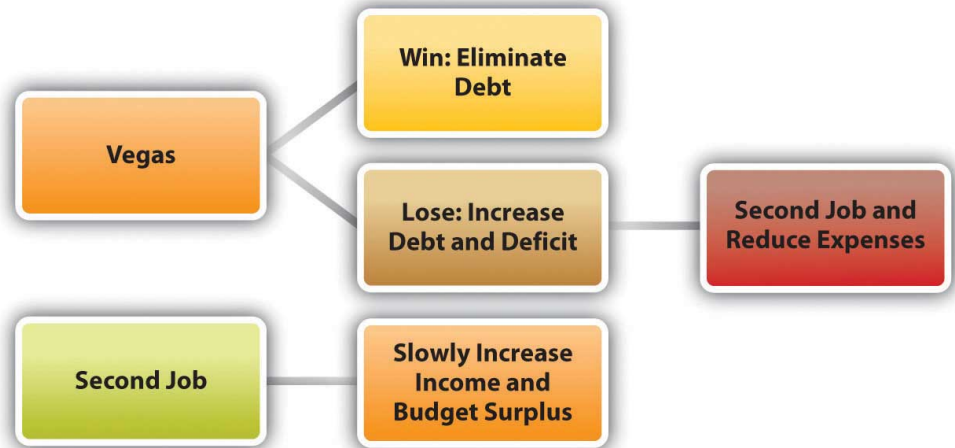 Vegas
Win: Eliminate
Debt
Lose: Increase
Debt and Deficit
Second Job and
Reduce Expenses
Second Job
Slowly Increase
Income and
Budget Surplus